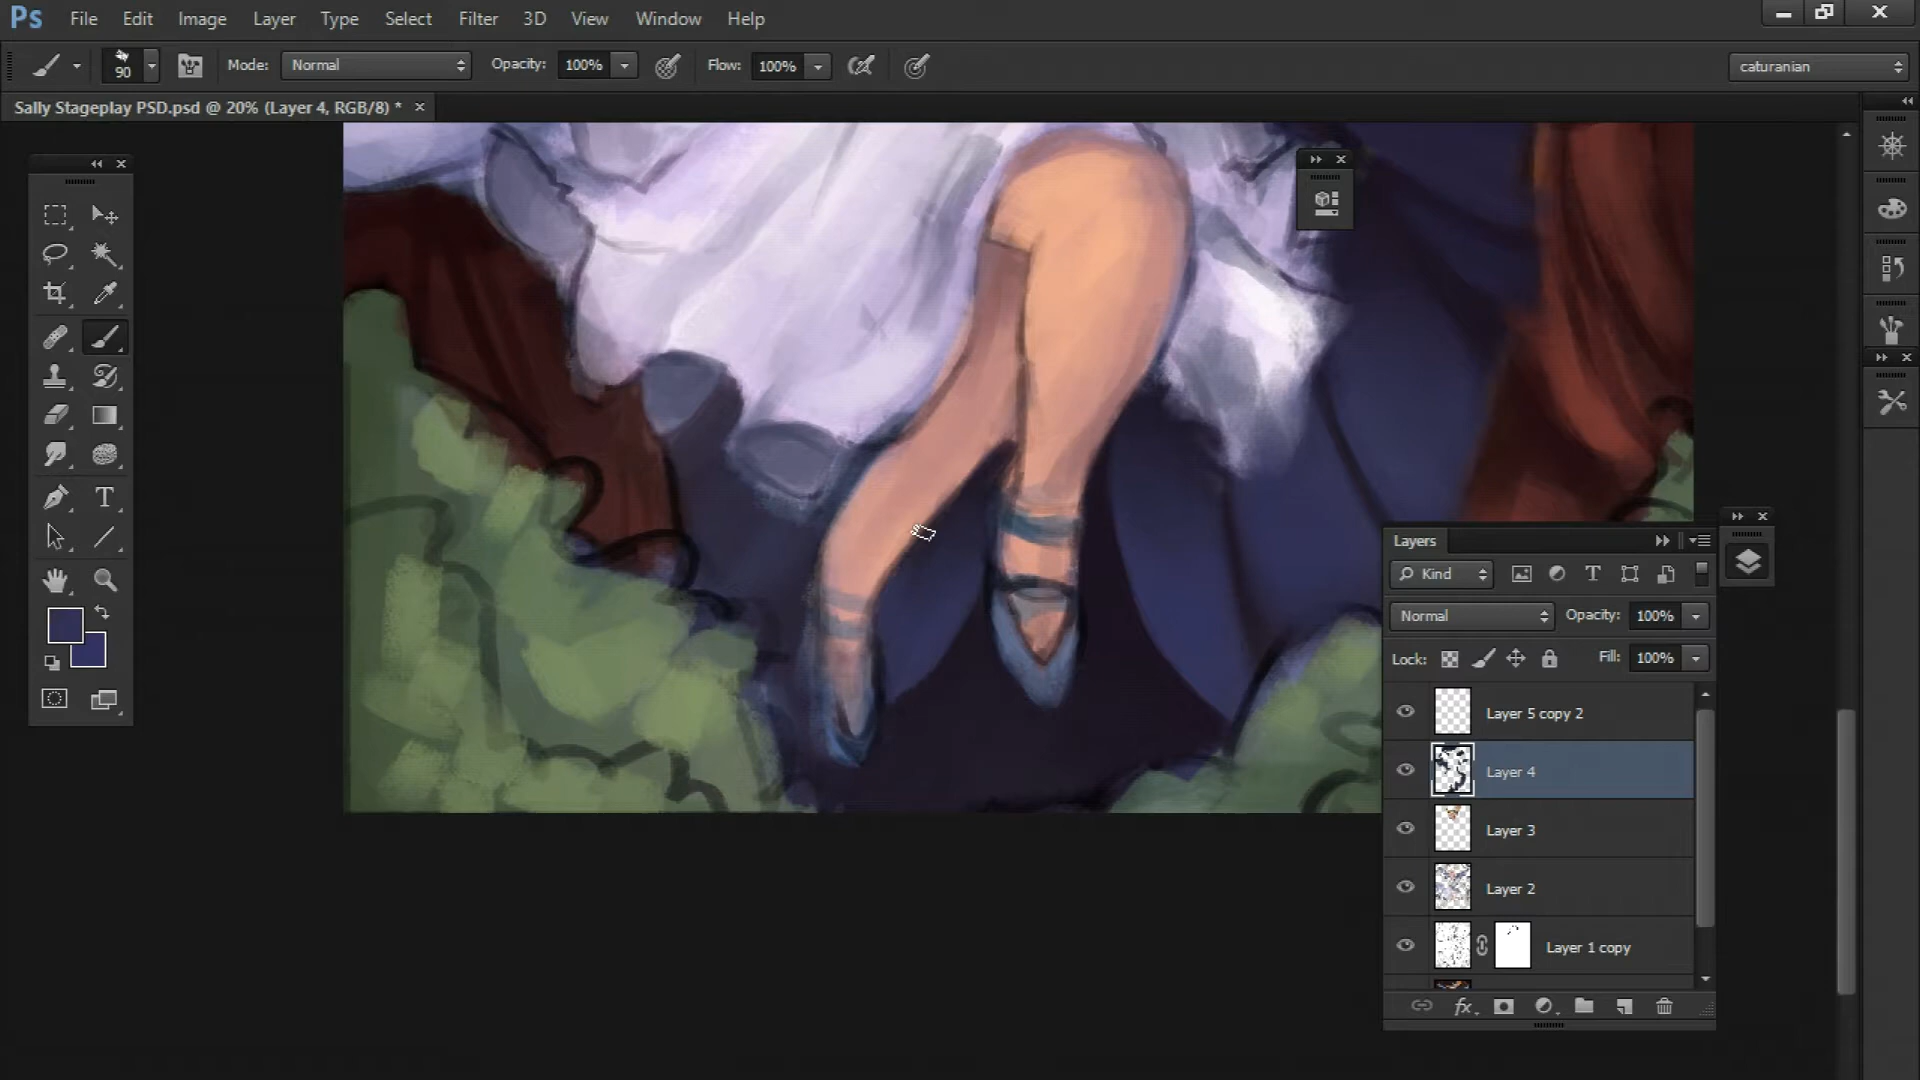 Ps File Edit Image Layer Type Select Filter 3D View Window Help
90 Mode: Normal Opacity: 100% Flow: 100% caturanian
Sally Stageplay PSD.psd @ 20% (Layer 4, RGB/8) * ×
T
Layers
Kind T
Normal Opacity: 100%
Lock: Fill: 100%
Layer 5 copy 2
Layer 4
Layer 3
Layer 2
Layer 1 copy
fx